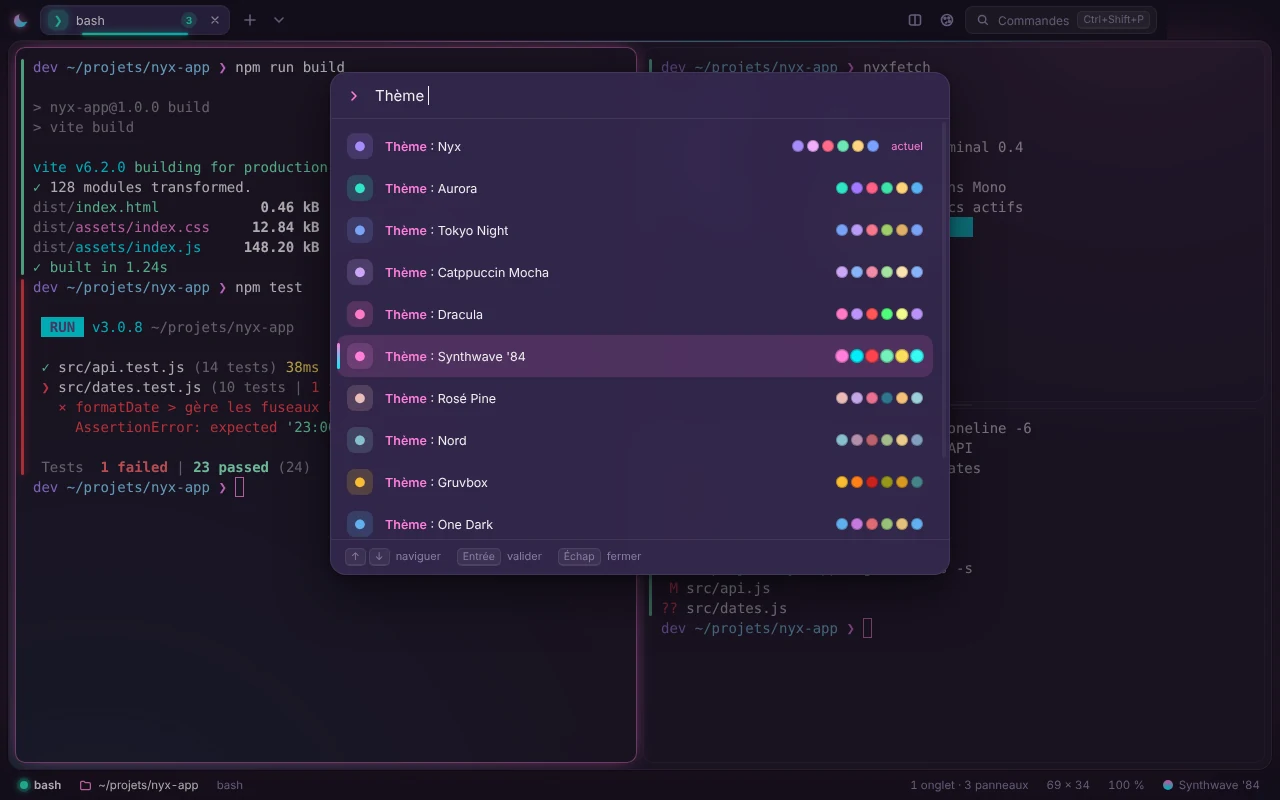 bash 3
Commandes Ctrl+Shift+P
dev ~/projets/nyx-app ❯ npm run build
> nyx-app@1.0.0 build
> vite build
vite v6.2.0 building for production
✓ 128 modules transformed.
dist/index.html 0.46 kB
dist/assets/index.css 12.84 kB
dist/assets/index.js 148.20 kB
✓ built in 1.24s
dev ~/projets/nyx-app ❯ npm test
RUN v3.0.8 ~/projets/nyx-app
✓ src/api.test.js (14 tests) 38ms
❯ src/dates.test.js (10 tests | 1
× formatDate > gère les fuseaux
AssertionError: expected '23:0
Tests 1 failed | 23 passed (24)
dev ~/projets/nyx-app ❯
Thème
Thème : Nyx actuel
Thème : Aurora
Thème : Tokyo Night
Thème : Catppuccin Mocha
Thème : Dracula
Thème : Synthwave '84
Thème : Rosé Pine
Thème : Nord
Thème : Gruvbox
Thème : One Dark
↑ ↓ naviguer Entrée valider Échap fermer
dev ~/projets/nyx-app ❯ nyxfetch
minal 0.4
ns Mono
cs actifs
oneline -6
API
ates
-s
M src/api.js
?? src/dates.js
dev ~/projets/nyx-app ❯
bash ~/projets/nyx-app bash
1 onglet · 3 panneaux 69 × 34 100 % Synthwave '84